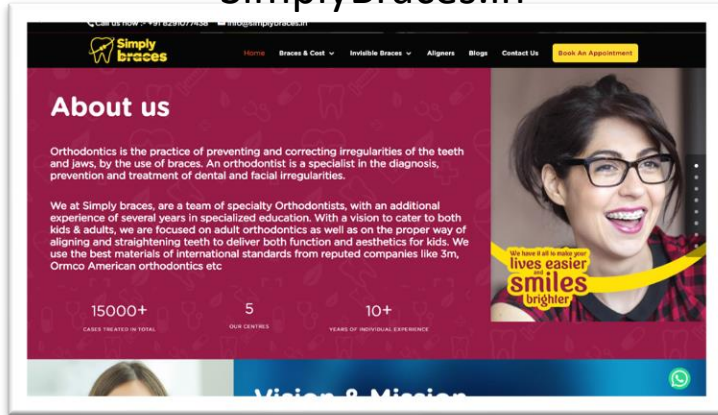 SimplyBraces.in
Call us now :- +91 8291077438 info@simplybraces.in
Simply
braces
Home Braces & Cost Invisible Braces Aligners Blogs Contact Us Book An Appointment
About us
Orthodontics is the practice of preventing and correcting irregularities of the teeth
and jaws, by the use of braces. An orthodontist is a specialist in the diagnosis,
prevention and treatment of dental and facial irregularities.
We at Simply braces, are a team of specialty Orthodontists, with an additional
experience of several years in specialized education. With a vision to cater to both
kids & adults, we are focused on adult orthodontics as well as on the proper way of
aligning and straightening teeth to deliver both function and aesthetics for kids. We
use the best materials of international standards from reputed companies like 3m,
Ormco American orthodontics etc
We have it all to make your
lives easier
and
smiles
brighter
15000+ 5 10+
CASES TREATED IN TOTAL OUR CENTRES YEARS OF INDIVIDUAL EXPERIENCE
Vision & Mission